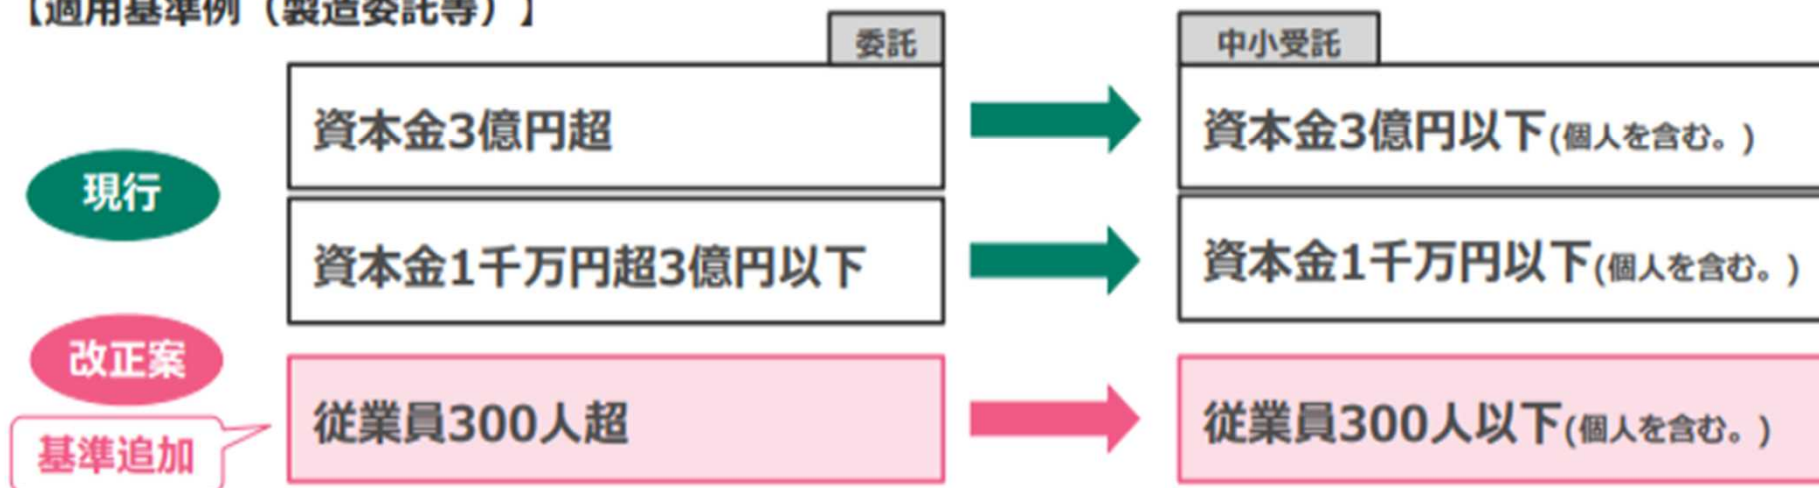 【適用基準例（製造委託等）】
委託
中小受託
現行
資本金3億円超
資本金3億円以下(個人を含む。)
資本金1千万円超3億円以下
資本金1千万円以下(個人を含む。)
改正案
基準追加
従業員300人超
従業員300人以下(個人を含む。)